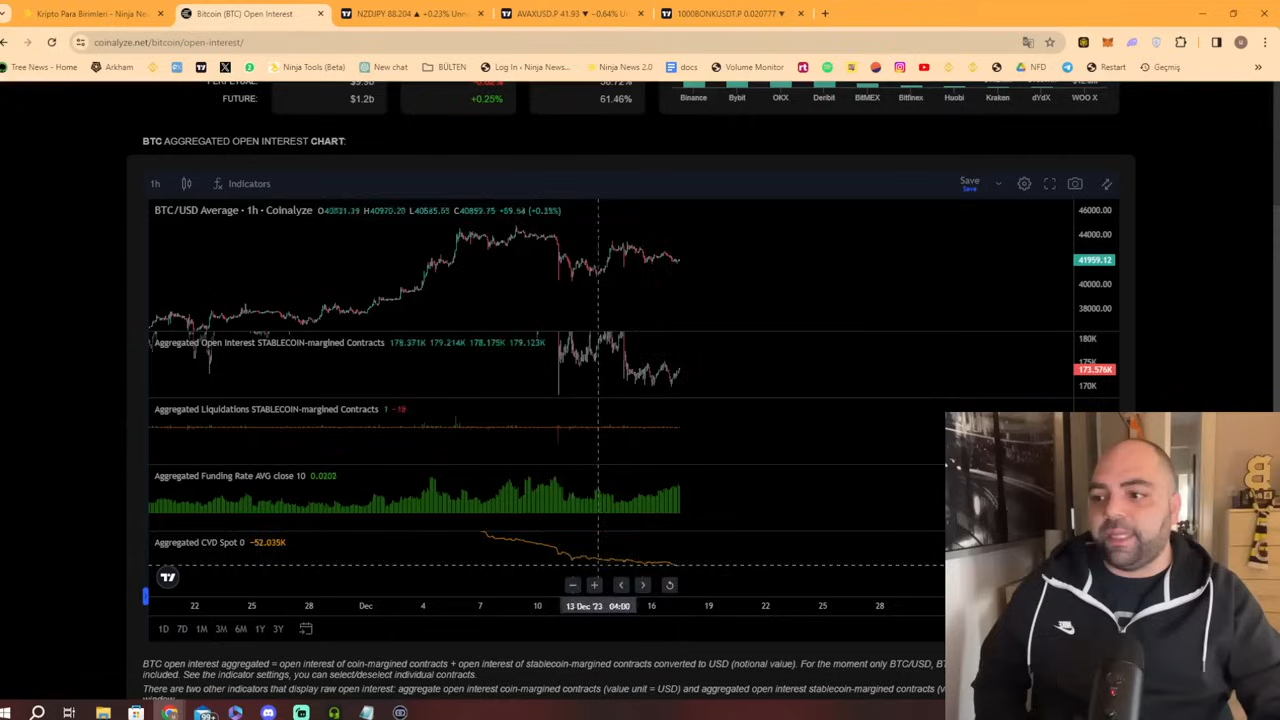 Kripto Para Birimleri - Ninja Ne
Bitcoin (BTC) Open Interest
NZDJPY 88.204 ▲ +0.23% Unn
AVAXUSD.P 41.93 ▼ −0.64% Un
1000BONKUSDT.P 0.020777 ▼
coinalyze.net/bitcoin/open-interest/
Tree News - Home
Arkham
Ninja Tools (Beta)
New chat
BÜLTEN
Log In ‹ Ninja News...
Ninja News 2.0
docs
Volume Monitor
NFD
Restart
Geçmiş
FUTURE:
$1.2b
+0.25%
61.46%
Binance Bybit OKX Deribit BitMEX Bitfinex Huobi Kraken dYdX WOO X
BTC AGGREGATED OPEN INTEREST CHART:
1h
Indicators
Save
Save
BTC/USD Average · 1h · Coinalyze
46000.00
44000.00
41959.12
40000.00
38000.00
Aggregated Open Interest STABLECOIN-margined Contracts 178.371K 179.214K 178.175K 179.123K
180K
175K
173.576K
170K
Aggregated Liquidations STABLECOIN-margined Contracts 1
Aggregated Funding Rate AVG close 10 0.0202
Aggregated CVD Spot 0 −52.035K
22 25 28 Dec 4 7 10 13 Dec '23 04:00 16 19 22 25 28
1D 7D 1M 3M 6M 1Y 3Y
BTC open interest aggregated = open interest of coin-margined contracts + open interest of stablecoin-margined contracts converted to USD (notional value). For the moment only BTC/USD, BT
included. See the indicator settings, you can select/deselect individual contracts.
There are two other indicators that display raw open interest: aggregate open interest coin-margined contracts (value unit = USD) and aggregated open interest stablecoin-margined contracts (v
window
99+